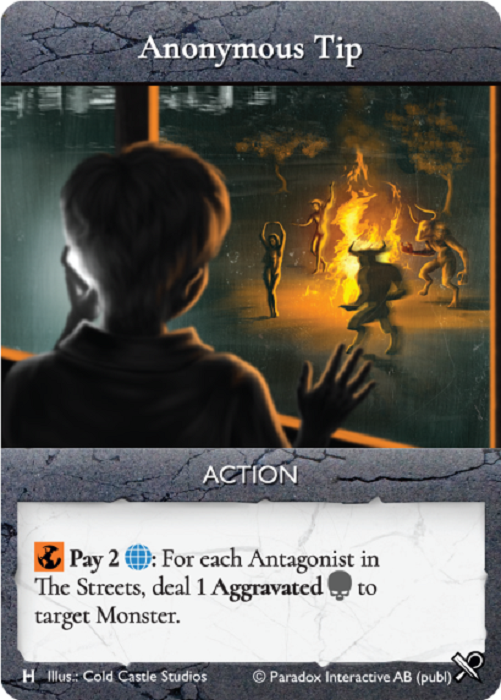 Anonymous Tip
ACTION
Pay 2 : For each Antagonist in
The Streets, deal 1 Aggravated to
target Monster.
H Illus.: Cold Castle Studios © Paradox Interactive AB (publ)